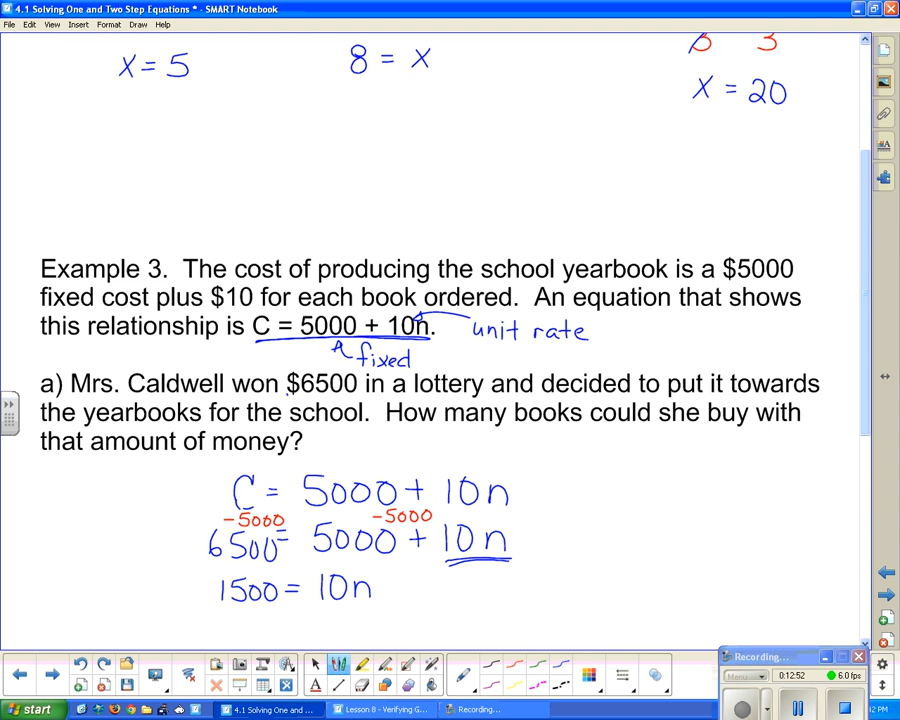 4.1 Solving One and Two Step Equations * - SMART Notebook
File Edit View Insert Format Draw Help
3 3
x = 5
8 = x
x = 20
Example 3. The cost of producing the school yearbook is a $5000
fixed cost plus $10 for each book ordered. An equation that shows
this relationship is C = 5000 + 10n.
unit rate
fixed
a) Mrs. Caldwell won $6500 in a lottery and decided to put it towards
the yearbooks for the school. How many books could she buy with
that amount of money?
C = 5000 + 10n
-5000 -5000
6500 = 5000 + 10n
1500 = 10n
Recording...
Menu
0:12:52 6.0 fps
start
4.1 Solving One and ...
Lesson 8 - Verifying G...
Recording...
2 PM